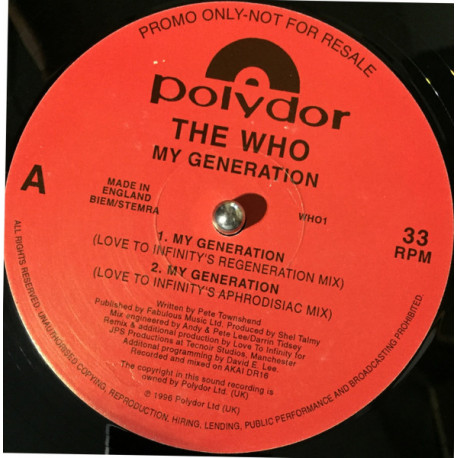 PROMO ONLY-NOT FOR RESALE
polydor
THE WHO
MY GENERATION
A
MADE IN
ENGLAND
BIEM/STEMRA
WHO1
33
RPM
1. MY GENERATION
(LOVE TO INFINITY'S REGENERATION MIX)
2. MY GENERATION
(LOVE TO INFINITY'S APHRODISIAC MIX)
Written by Pete Townshend
Published by Fabulous Music Ltd. Produced by Shel Talmy
Mix engineered by Andy & Pete Lee/Darrin Tidsey
Remix & additional production by Love To Infinity for
JPS Productions at Tecnoir Studios, Manchester
Additional programming by David E. Lee.
Recorded and mixed on AKAI DR16
The copyright in this sound recording is
owned by Polydor Ltd. (UK)
© 1996 Polydor Ltd (UK)
ALL RIGHTS RESERVED. UNAUTHORISED COPYING, REPRODUCTION, HIRING, LENDING, PUBLIC PERFORMANCE AND BROADCASTING PROHIBITED.